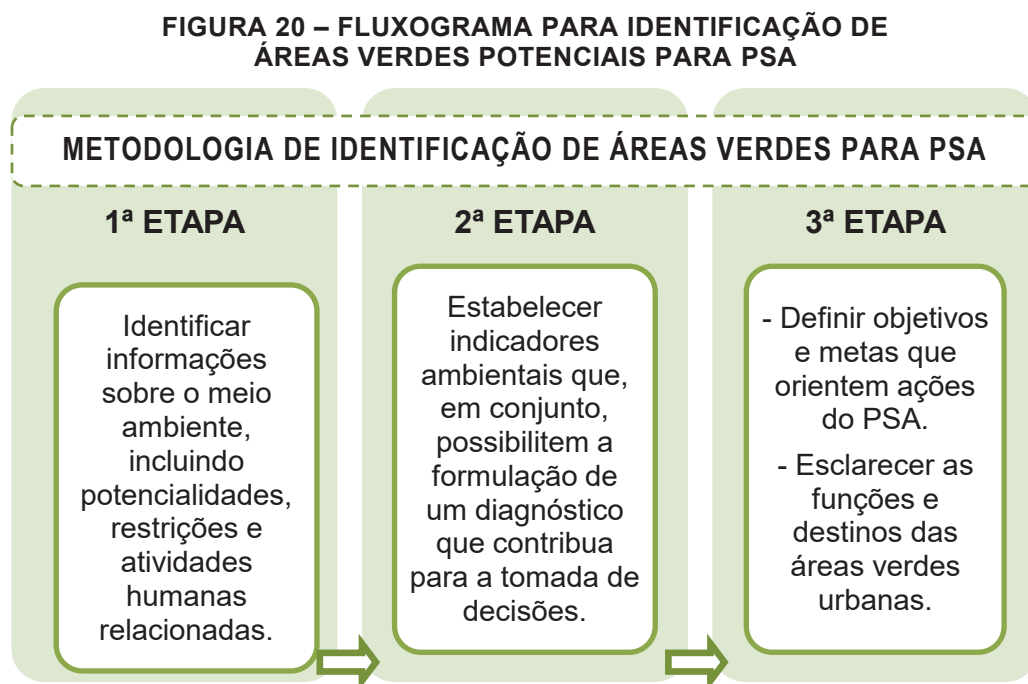 FIGURA 20 – FLUXOGRAMA PARA IDENTIFICAÇÃO DE
ÁREAS VERDES POTENCIAIS PARA PSA
METODOLOGIA DE IDENTIFICAÇÃO DE ÁREAS VERDES PARA PSA
1ª ETAPA
Identificar
informações
sobre o meio
ambiente,
incluindo
potencialidades,
restrições e
atividades
humanas
relacionadas.
2ª ETAPA
Estabelecer
indicadores
ambientais que,
em conjunto,
possibilitem a
formulação de
um diagnóstico
que contribua
para a tomada de
decisões.
3ª ETAPA
- Definir objetivos
e metas que
orientem ações
do PSA.
- Esclarecer as
funções e
destinos das
áreas verdes
urbanas.